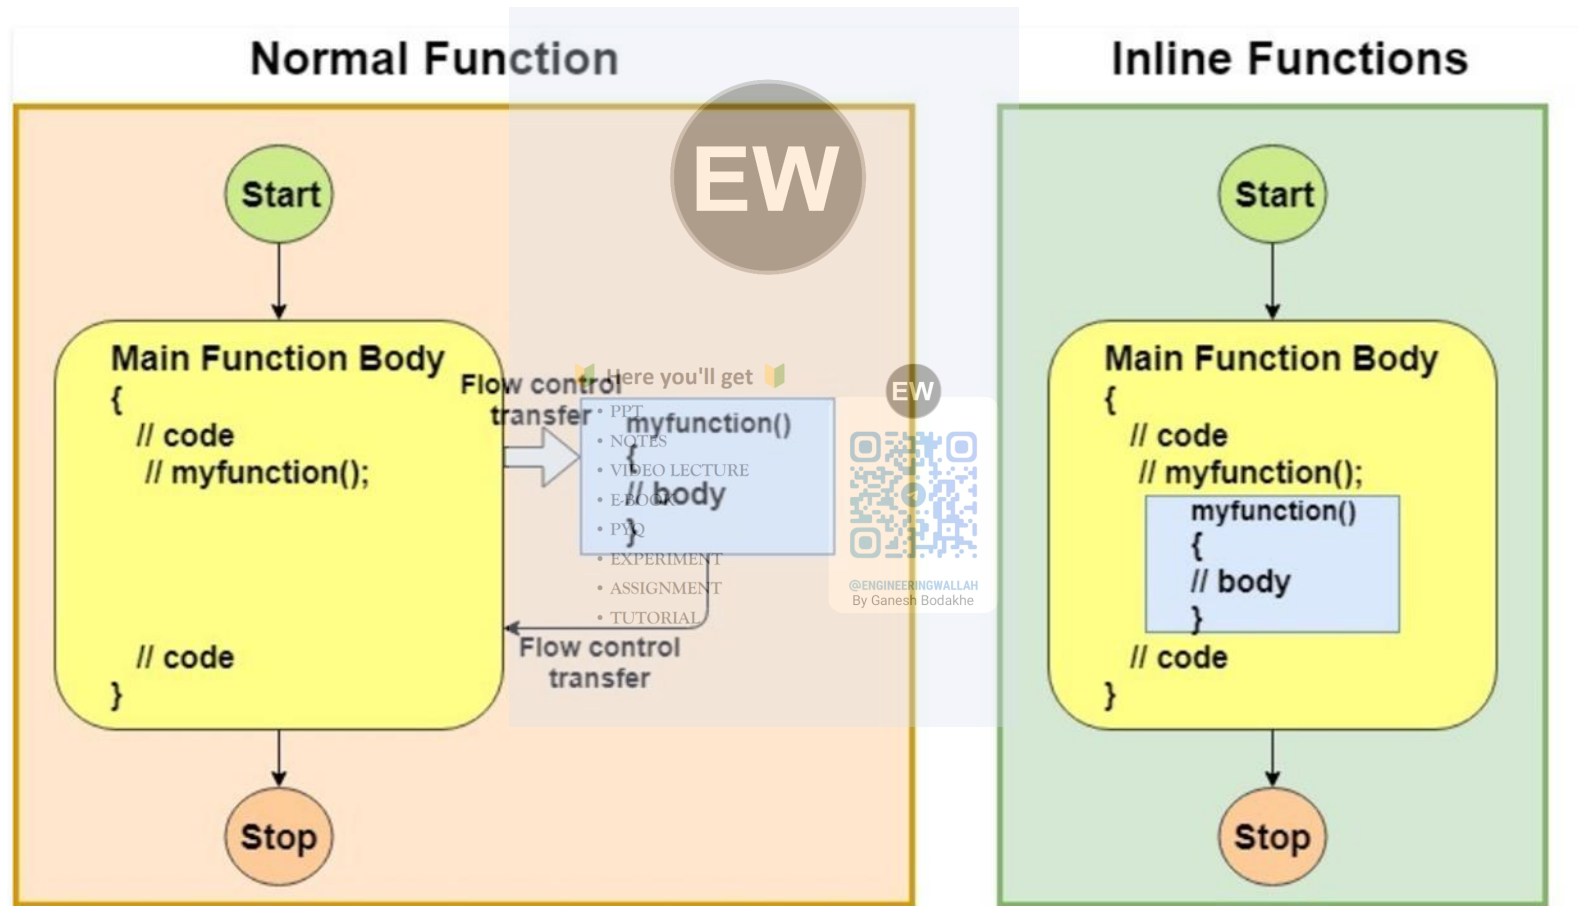 Normal Function
Start
Main Function Body
{
// code
// myfunction();
// code
}
Stop
Flow control
transfer
myfunction()
{
// body
}
Flow control
transfer
EW
Here you'll get
• PPT
• NOTES
• VIDEO LECTURE
• E-BOOK
• PYQ
• EXPERIMENT
• ASSIGNMENT
• TUTORIAL
EW
@ENGINEERINGWALLAH
By Ganesh Bodakhe
Inline Functions
Start
Main Function Body
{
// code
// myfunction();
myfunction()
{
// body
}
// code
}
Stop